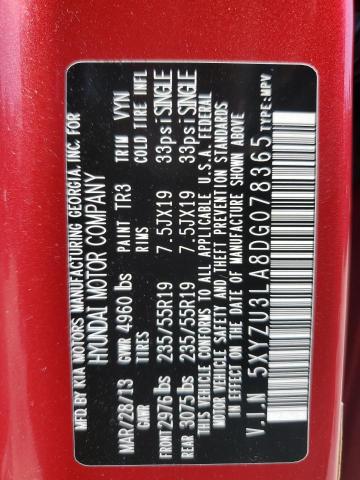 MFD BY KIA MOTORS MANUFACTURING GEORGIA, INC. FOR
HYUNDAI MOTOR COMPANY
MAR/28/13 GVWR 4960 lbs PAINT TR3 TRIM VYN
GAWR TIRES RIMS COLD TIRE INFL
FRONT 2976 lbs 235/55R19 7.5JX19 33psi SINGLE
REAR 3075 lbs 235/55R19 7.5JX19 33psi SINGLE
THIS VEHICLE CONFORMS TO ALL APPLICABLE U.S.A. FEDERAL
MOTOR VEHICLE SAFETY AND THEFT PREVENTION
STANDARDS IN EFFECT ON THE DATE OF MANUFACTURE SHOWN ABOVE.
V.I.N 5XYZU3LA8DG078365 TYPE:MPV